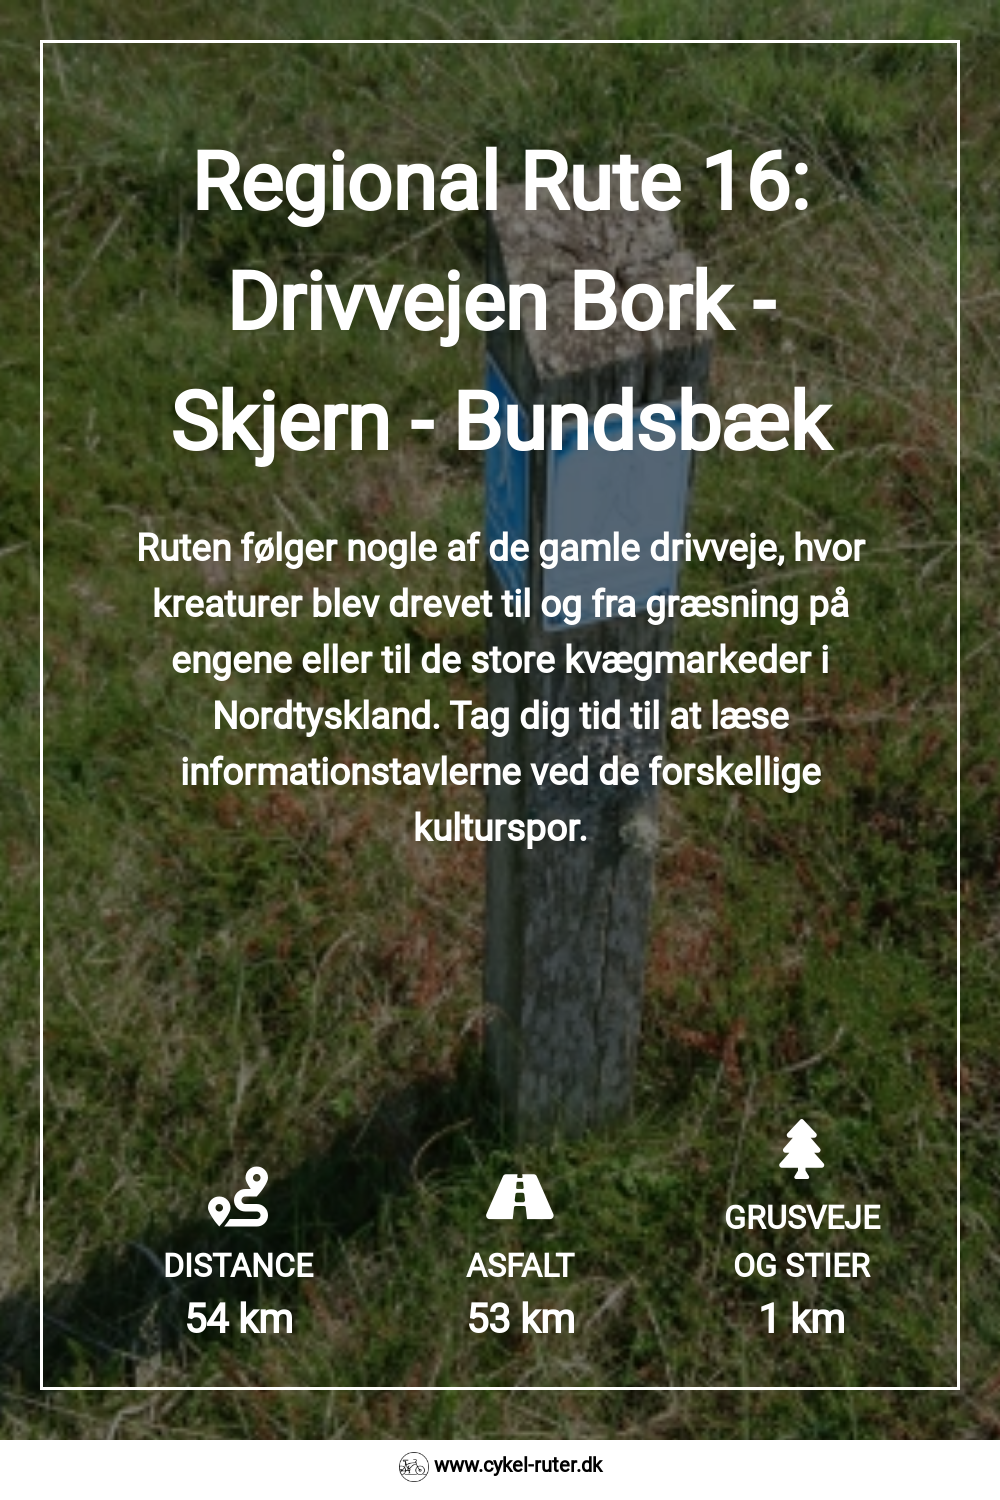 Regional Rute 16:
Drivvejen Bork -
Skjern - Bundsbæk
Ruten følger nogle af de gamle drivveje, hvor
kreaturer blev drevet til og fra græsning på
engene eller til de store kvægmarkeder i
Nordtyskland. Tag dig tid til at læse
informationstavlerne ved de forskellige
kulturspor.
DISTANCE
54 km
ASFALT
53 km
GRUSVEJE
OG STIER
1 km
www.cykel-ruter.dk